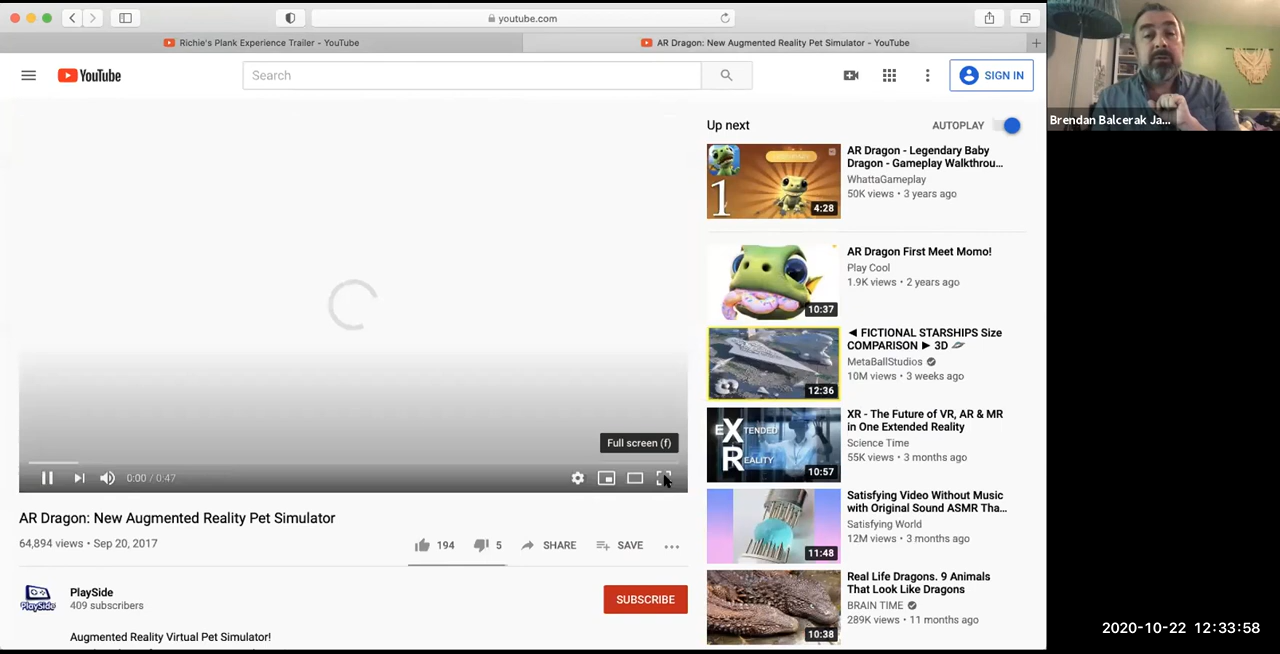 youtube.com
Richie's Plank Experience Trailer - YouTube
AR Dragon: New Augmented Reality Pet Simulator - YouTube
YouTube
Search
SIGN IN
Brendan Balcerak Ja...
Up next
AUTOPLAY
1
4:28
AR Dragon - Legendary Baby
Dragon - Gameplay Walkthrou...
WhattaGameplay
50K views • 3 years ago
10:37
AR Dragon First Meet Momo!
Play Cool
1.9K views • 2 years ago
12:36
◀ FICTIONAL STARSHIPS Size
COMPARISON ▶ 3D 🪐
MetaBallStudios
10M views • 3 weeks ago
EXTENDED
REALITY
10:57
XR - The Future of VR, AR & MR
in One Extended Reality
Science Time
55K views • 3 months ago
11:48
Satisfying Video Without Music
with Original Sound ASMR Tha...
Satisfying World
12M views • 3 months ago
10:38
Real Life Dragons. 9 Animals
That Look Like Dragons
BRAIN TIME
289K views • 11 months ago
Full screen (f)
0:00 / 0:47
AR Dragon: New Augmented Reality Pet Simulator
64,894 views • Sep 20, 2017
194
5
SHARE
SAVE
PlaySide
PlaySide
409 subscribers
SUBSCRIBE
Augmented Reality Virtual Pet Simulator!
2020-10-22 12:33:58